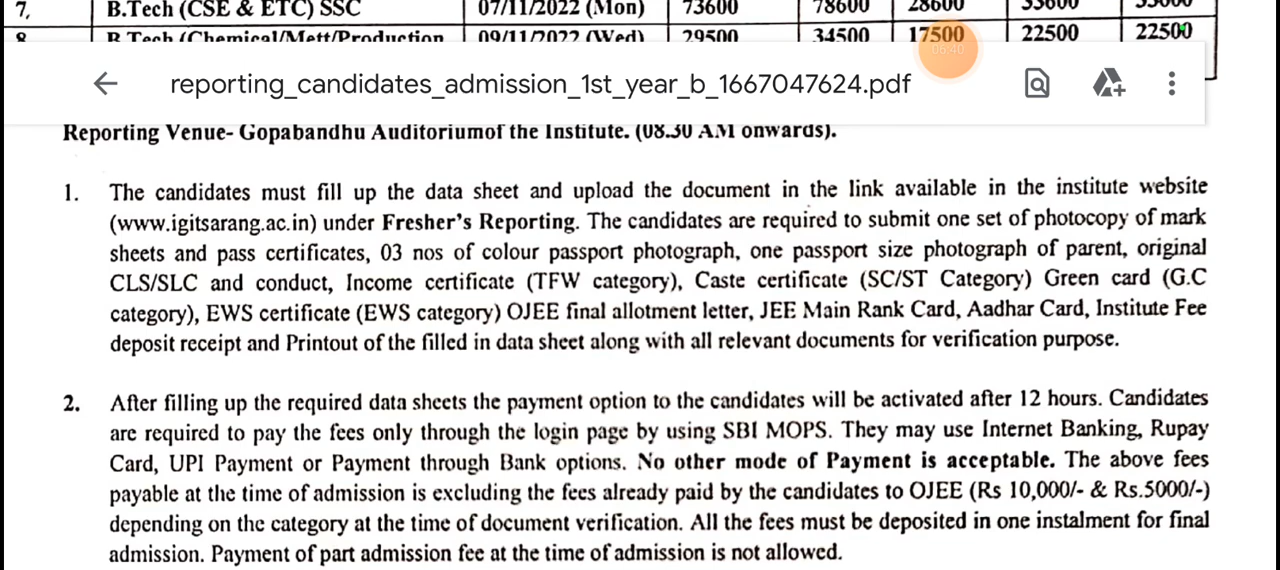 7, B.Tech (CSE & ETC) SSC 07/11/2022 (Mon) 73600 78600 28600 33600
8 B Tech (Chemical/Mett/Production 09/11/2022 (Wed) 29500 34500 17500 22500 22500
06:40
reporting_candidates_admission_1st_year_b_1667047624.pdf
Reporting Venue- Gopabandhu Auditoriumof the Institute. (08.30 AM onwards).
1. The candidates must fill up the data sheet and upload the document in the link available in the institute website
(www.igitsarang.ac.in) under Fresher's Reporting. The candidates are required to submit one set of photocopy of mark
sheets and pass certificates, 03 nos of colour passport photograph, one passport size photograph of parent, original
CLS/SLC and conduct, Income certificate (TFW category), Caste certificate (SC/ST Category) Green card (G.C
category), EWS certificate (EWS category) OJEE final allotment letter, JEE Main Rank Card, Aadhar Card, Institute Fee
deposit receipt and Printout of the filled in data sheet along with all relevant documents for verification purpose.
2. After filling up the required data sheets the payment option to the candidates will be activated after 12 hours. Candidates
are required to pay the fees only through the login page by using SBI MOPS. They may use Internet Banking, Rupay
Card, UPI Payment or Payment through Bank options. No other mode of Payment is acceptable. The above fees
payable at the time of admission is excluding the fees already paid by the candidates to OJEE (Rs 10,000/- & Rs.5000/-)
depending on the category at the time of document verification. All the fees must be deposited in one instalment for final
admission. Payment of part admission fee at the time of admission is not allowed.